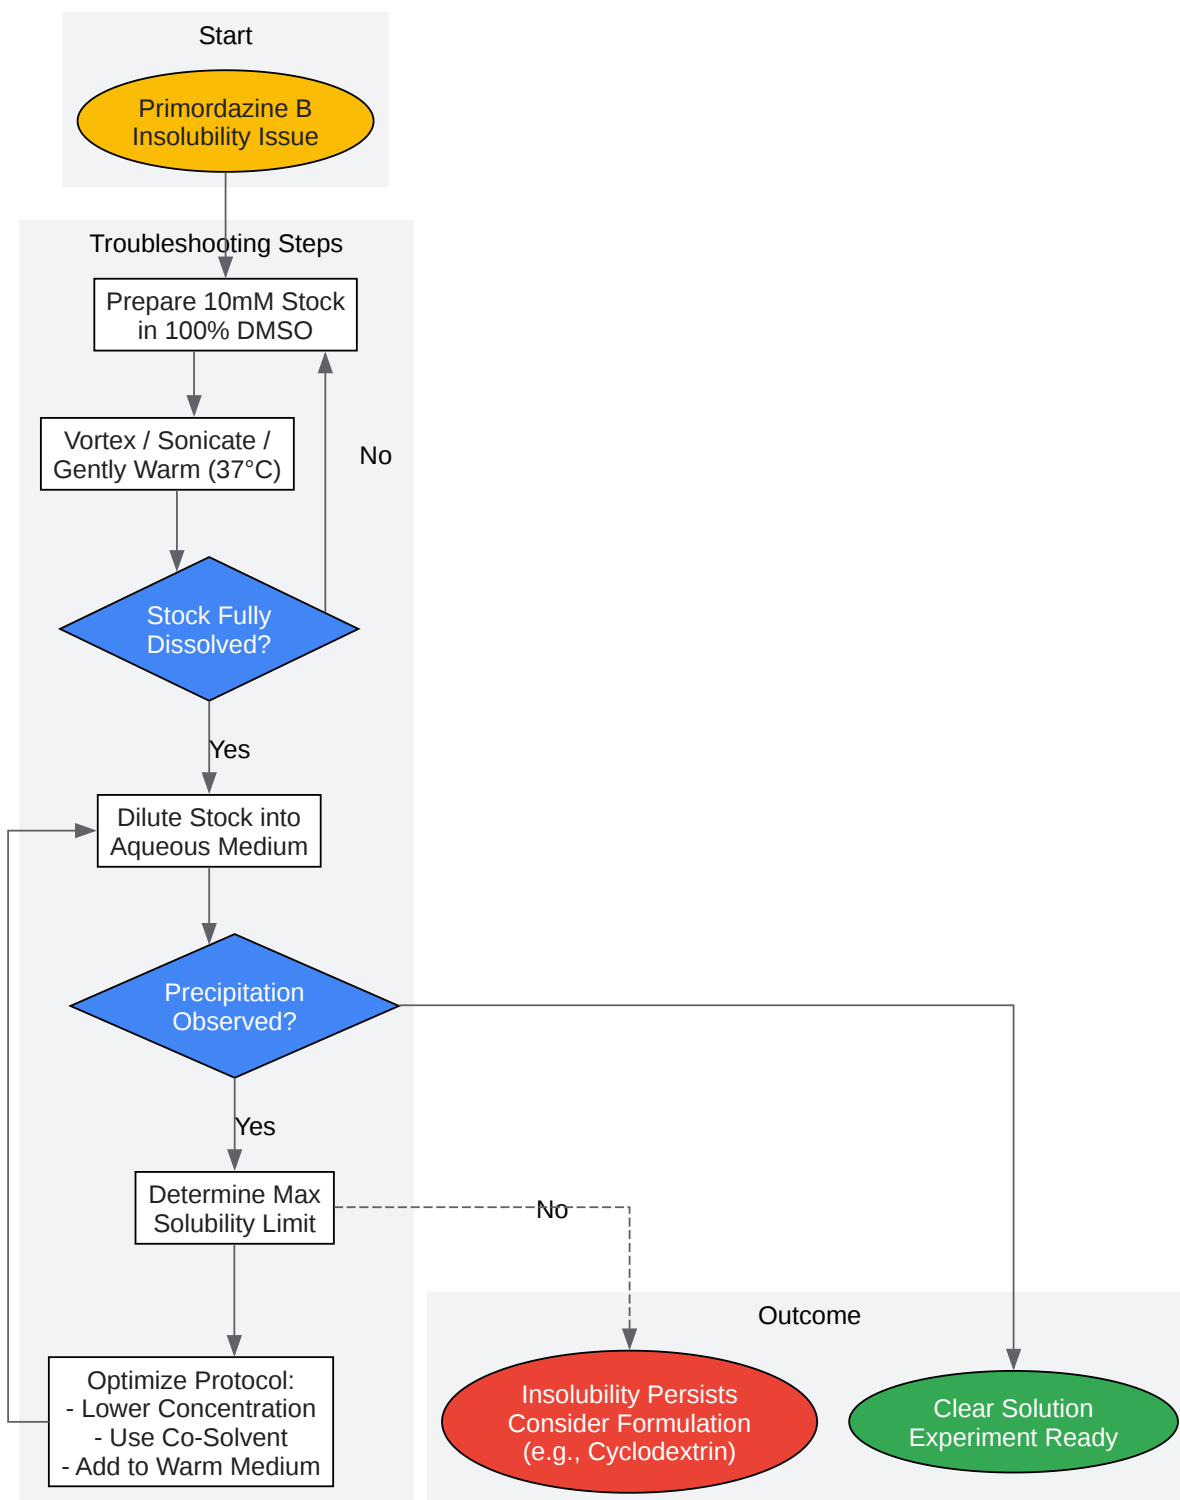 Start
Primordazine B
Insolubility Issue
Troubleshooting Steps
Prepare 10mM Stock
in 100% DMSO
Vortex / Sonicate /
Gently Warm (37°C)
No
Stock Fully
Dissolved?
Yes
Dilute Stock into
Aqueous Medium
Precipitation
Observed?
Yes
Determine Max
Solubility Limit
No
Optimize Protocol:
- Lower Concentration
- Use Co-Solvent
- Add to Warm Medium
Outcome
Insolubility Persists
Consider Formulation
(e.g., Cyclodextrin)
Clear Solution
Experiment Ready